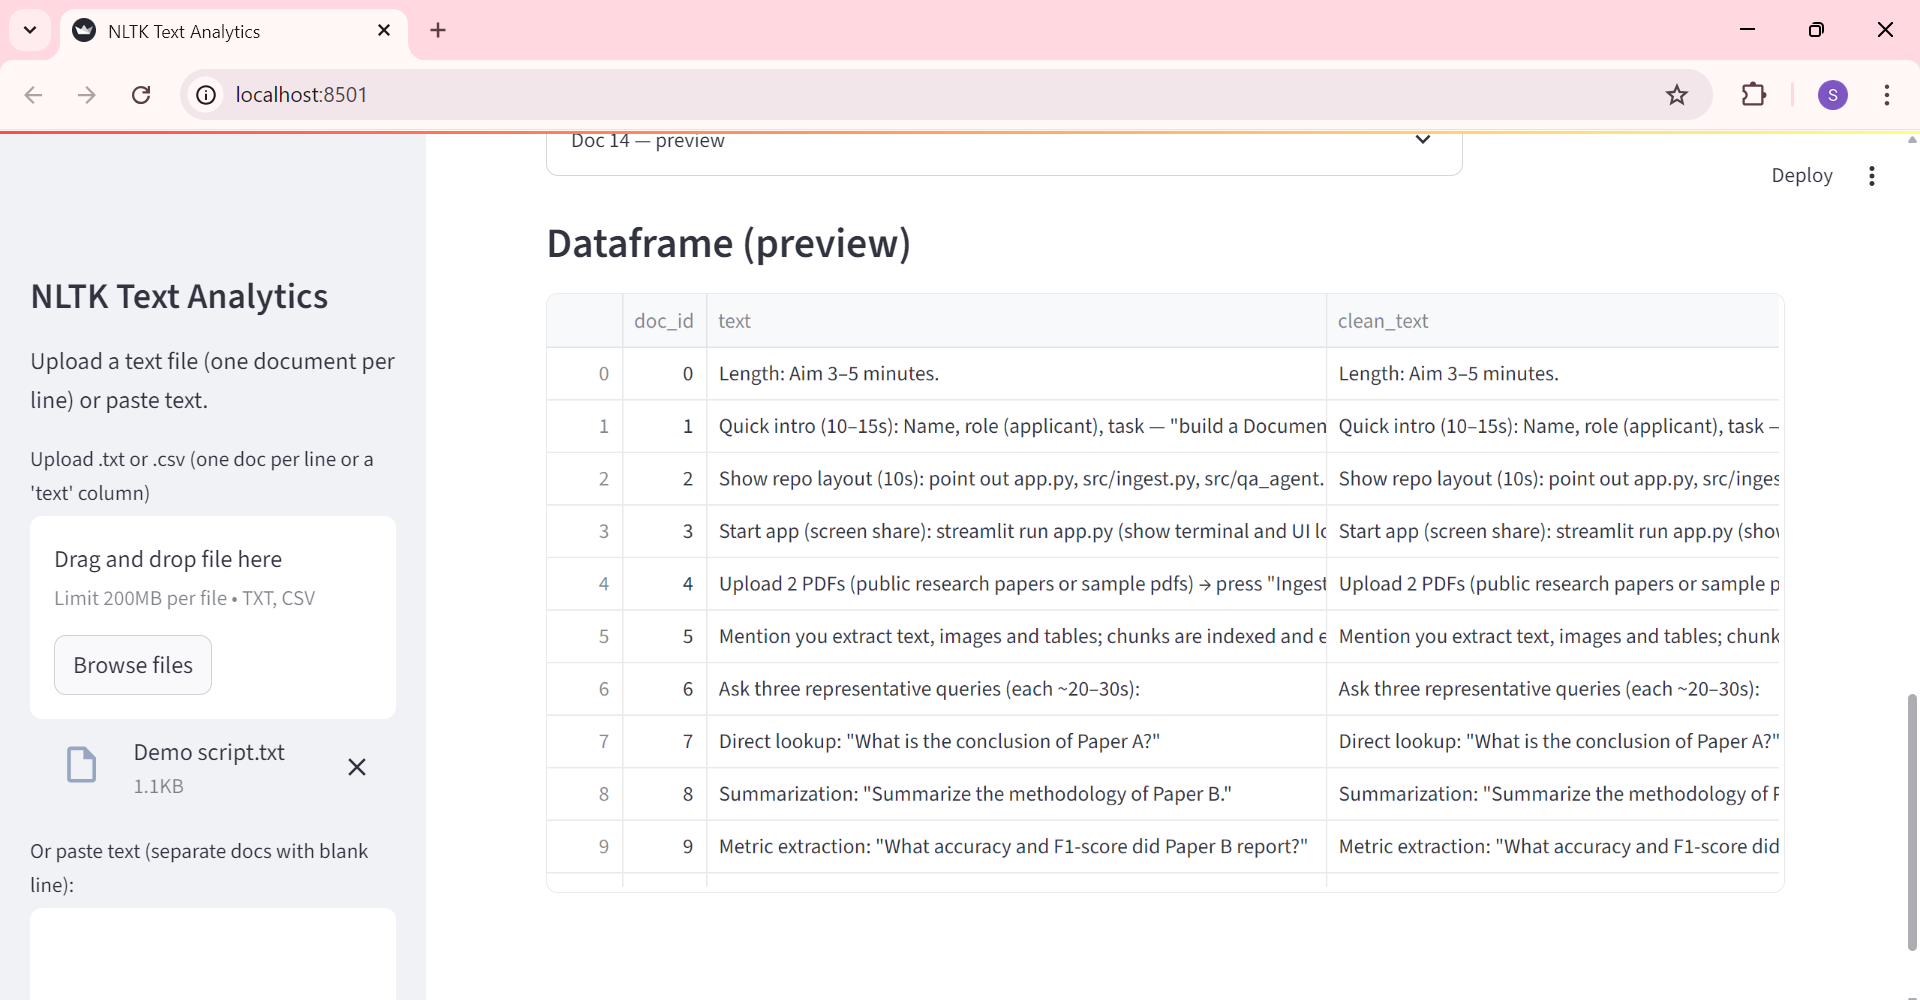 NLTK Text Analytics
localhost:8501
S
Doc 14 — preview
Deploy
NLTK Text Analytics
Upload a text file (one document per
line) or paste text.
Upload .txt or .csv (one doc per line or a
'text' column)
Drag and drop file here
Limit 200MB per file • TXT, CSV
Browse files
Demo script.txt
1.1KB
Or paste text (separate docs with blank
line):
Dataframe (preview)
doc_id text clean_text
0 0 Length: Aim 3–5 minutes. Length: Aim 3–5 minutes.
1 1 Quick intro (10–15s): Name, role (applicant), task — "build a Documen Quick intro (10–15s): Name, role (applicant), task —
2 2 Show repo layout (10s): point out app.py, src/ingest.py, src/qa_agent. Show repo layout (10s): point out app.py, src/inges
3 3 Start app (screen share): streamlit run app.py (show terminal and UI lo Start app (screen share): streamlit run app.py (show
4 4 Upload 2 PDFs (public research papers or sample pdfs) → press "Ingest Upload 2 PDFs (public research papers or sample p
5 5 Mention you extract text, images and tables; chunks are indexed and e Mention you extract text, images and tables; chunk
6 6 Ask three representative queries (each ~20–30s): Ask three representative queries (each ~20–30s):
7 7 Direct lookup: "What is the conclusion of Paper A?" Direct lookup: "What is the conclusion of Paper A?"
8 8 Summarization: "Summarize the methodology of Paper B." Summarization: "Summarize the methodology of P
9 9 Metric extraction: "What accuracy and F1-score did Paper B report?" Metric extraction: "What accuracy and F1-score did